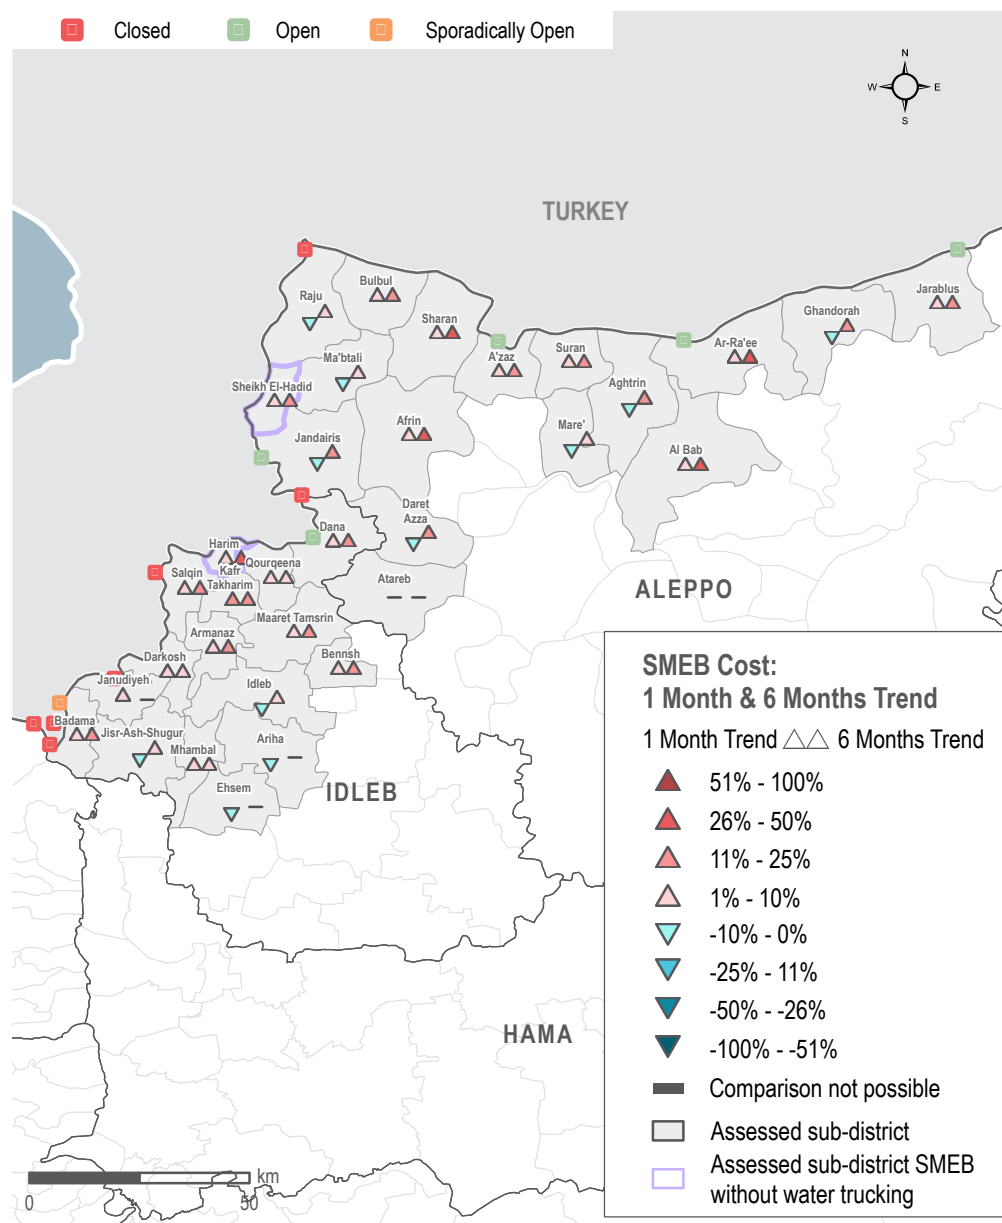 Closed
Open
Sporadically Open
N
W
E
S
TURKEY
Bulbul
Raju
Jarablus
Ghandorah
Sharan
Ar-Ra'ee
Suran
A'zaz
Ma'btali
Sheikh El-Hadid
Aghtrin
Afrin
Mare'
Jandairis
Al Bab
Daret
Azza
Dana
Harim
Qourqeena
Kafr
Takharim
Salqin
Atareb
ALEPPO
Maaret Tamsrin
Armanaz
Bennsh
Darkosh
Janudiyeh
Idleb
Badama
Jisr-Ash-Shugur
Ariha
Mhambal
Ehsem
IDLEB
HAMA
SMEB Cost:
1 Month & 6 Months Trend
1 Month Trend
6 Months Trend
51% - 100%
26% - 50%
11% - 25%
1% - 10%
-10% - 0%
-25% - 11%
-50% - -26%
-100% - -51%
Comparison not possible
Assessed sub-district
Assessed sub-district SMEB
without water trucking
km
0
50